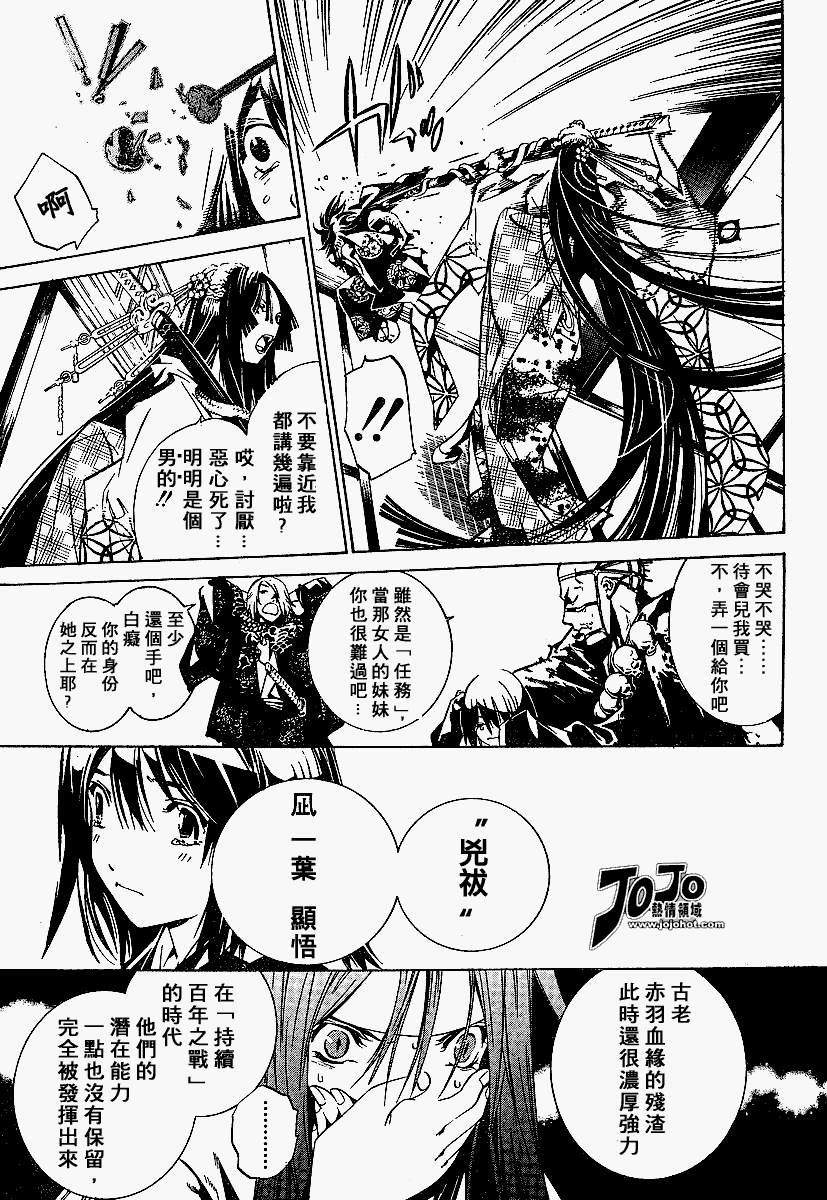 !!
啊
不要靠近我
都講幾遍啦?
哎,討厭…
惡心死了…
明明是個
男的!!
不哭不哭……
待會兒我買…
不,弄一個給你吧
雖然是「任務」,
當那女人的妹妹
你也很難過吧…
至少
還個手吧,
白癡
你的身份
反而在
她之上耶?
"兇祓"
凪 一葉 顯悟
JOJO
熱情領域
www.jojohot.com
古老
赤羽血緣的殘渣
此時還很濃厚強力
……
在「持續
百年之戰」
的時代
他們的
潛在能力
一點也沒有保留,
完全被發揮出來